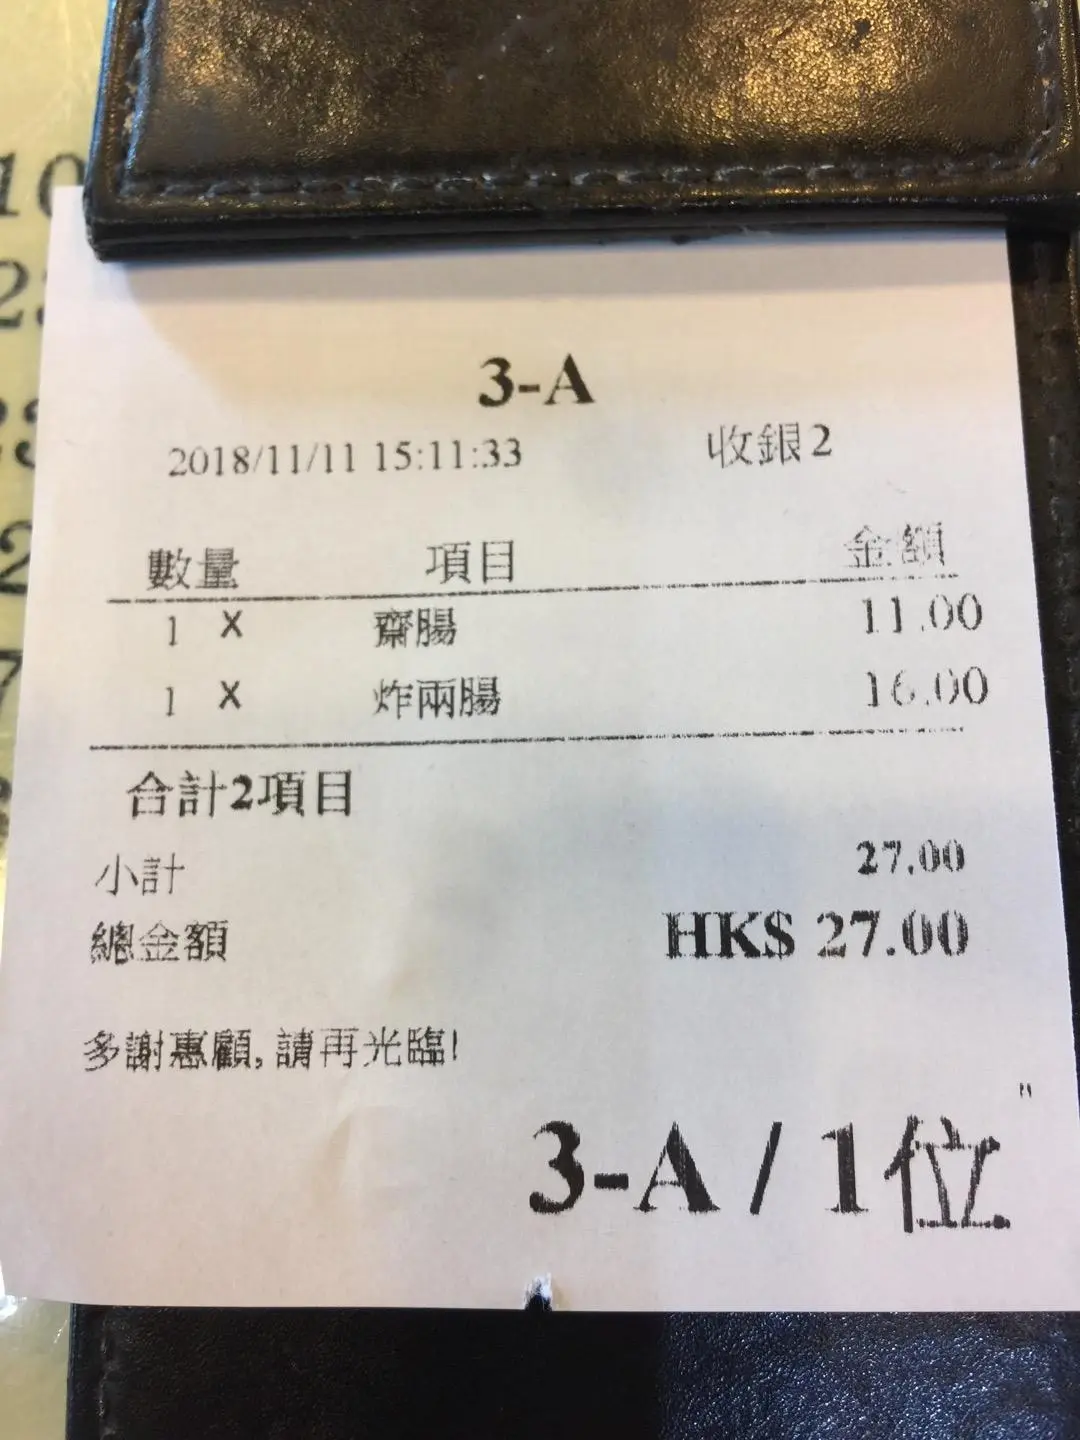 3-A
2018/11/11 15:11:33 收銀2
數量 項目 金額
1 X 齋腸 11.00
1 X 炸兩腸 16.00
合計2項目
小計 27.00
總金額 HK$ 27.00
多謝惠顧,請再光臨!
"
3-A / 1位